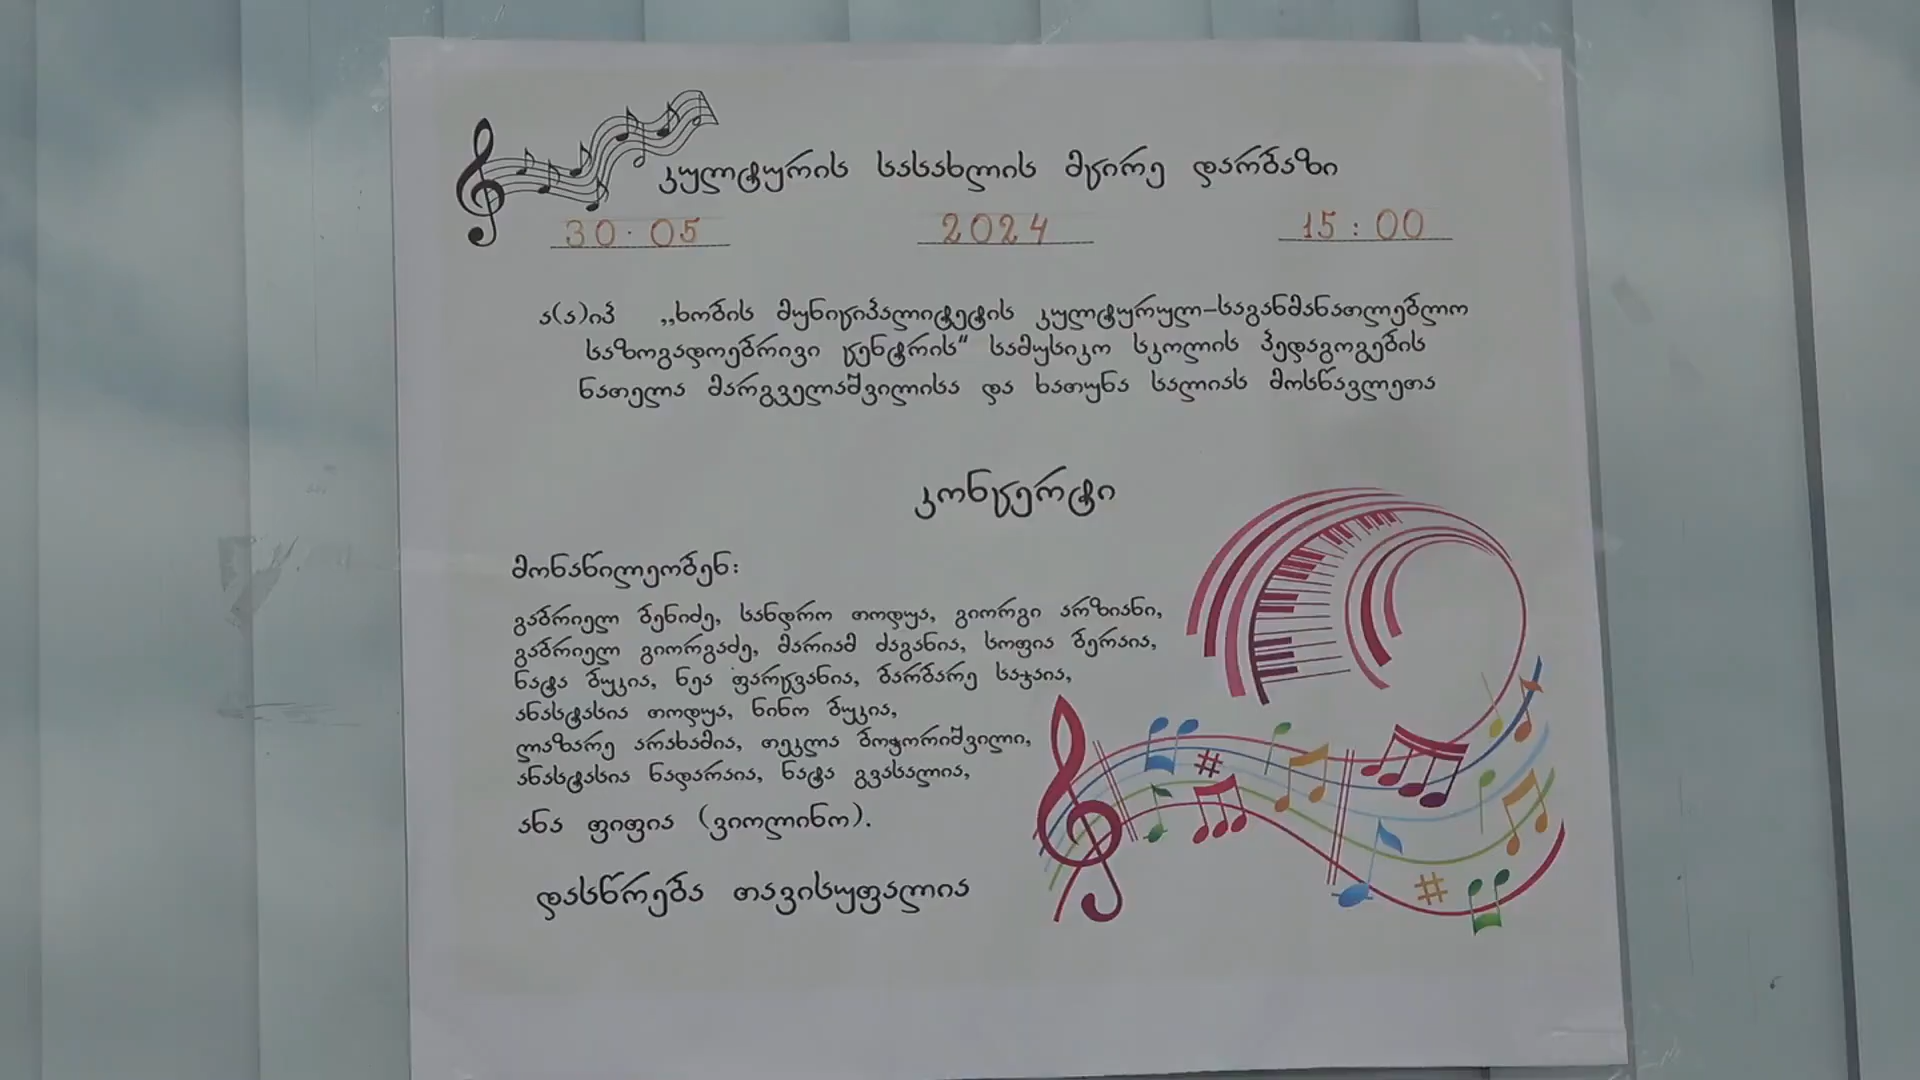 კულტურის სასახლის მცირე დარბაზი
30.05 2024 15:00
ა(ა)იპ „ხობის მუნიციპალიტეტის კულტურულ-საგანმანათლებლო
საზოგადოებრივი ცენტრის“ სამუსიკო სკოლის პედაგოგების
ნათელა მარგველაშვილისა და ხათუნა სალიას მოსწავლეთა
კონცერტი
მონაწილეობენ:
გაბრიელ ბენიძე, სანდრო თოდუა, გიორგი არზიანი,
გაბრიელ გიორგაძე, მარიამ ძაგანია, სოფია ბერაია,
ნატა ბუკია, ნეა ფარცვანია, ბარბარე საჯაია,
ანასტასია თოდუა, ნინო ბუკია,
ლაზარე არახამია, თეკლა ბოჭორიშვილი,
ანასტასია ნადარაია, ნატა გვასალია,
ანა ფიფია (ვიოლინო).
დასწრება თავისუფალია